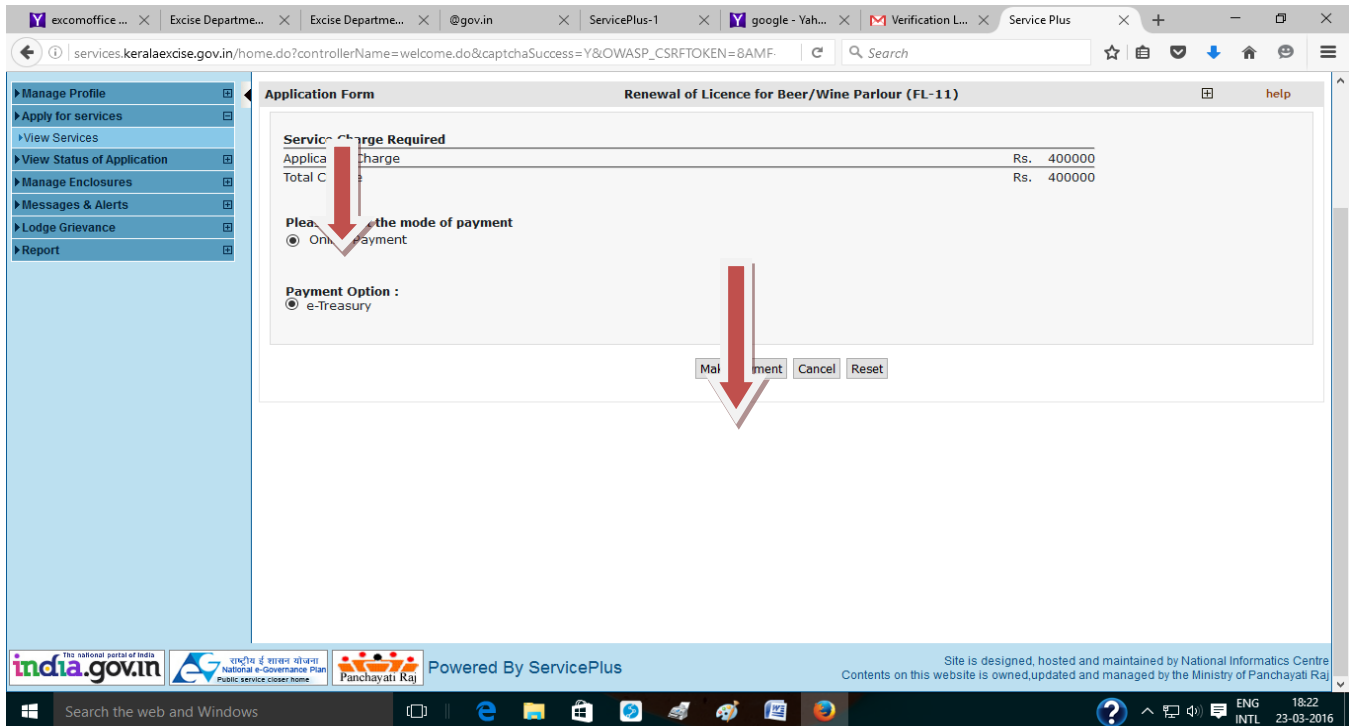 excomoffice ... Excise Departme... Excise Departme... @gov.in ServicePlus-1 google - Yah... Verification L... Service Plus
services.keralaexcise.gov.in/home.do?controllerName=welcome.do&captchaSuccess=Y&OWASP_CSRFTOKEN=8AMF- Search
Manage Profile
Apply for services
View Services
View Status of Application
Manage Enclosures
Messages & Alerts
Lodge Grievance
Report
Application Form Renewal of Licence for Beer/Wine Parlour (FL-11) help
Service Charge Required
Charge Rs. 400000
Total Rs. 400000
the mode of payment
Payment
Payment Option :
e-Treasury
Cancel Reset
The national portal of India
india.gov.in
राष्ट्रीय ई शासन योजना
National e-Governance Plan
Public service closer home
Panchayati Raj
Powered By ServicePlus
Site is designed, hosted and maintained by National Informatics Centre
Contents on this website is owned,updated and managed by the Ministry of Panchayati Raj
Search the web and Windows
ENG
INTL
18:22
23-03-2016